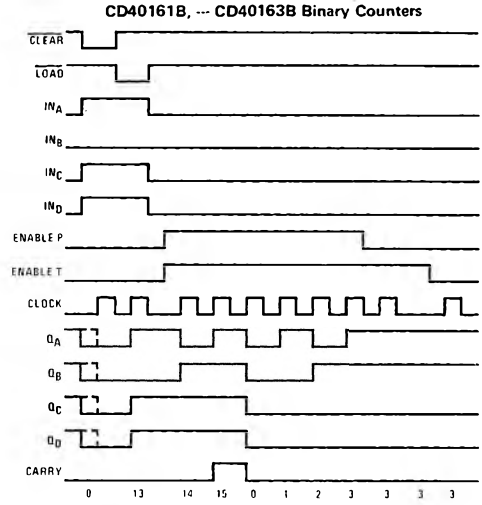 CD40161B, --- CD40163B Binary Counters
CLEAR
LOAD
INA
INB
INC
IND
ENABLE P
ENABLE T
CLOCK
QA
QB
QC
QD
CARRY
0 13 14 15 0 1 2 3 3 3 3